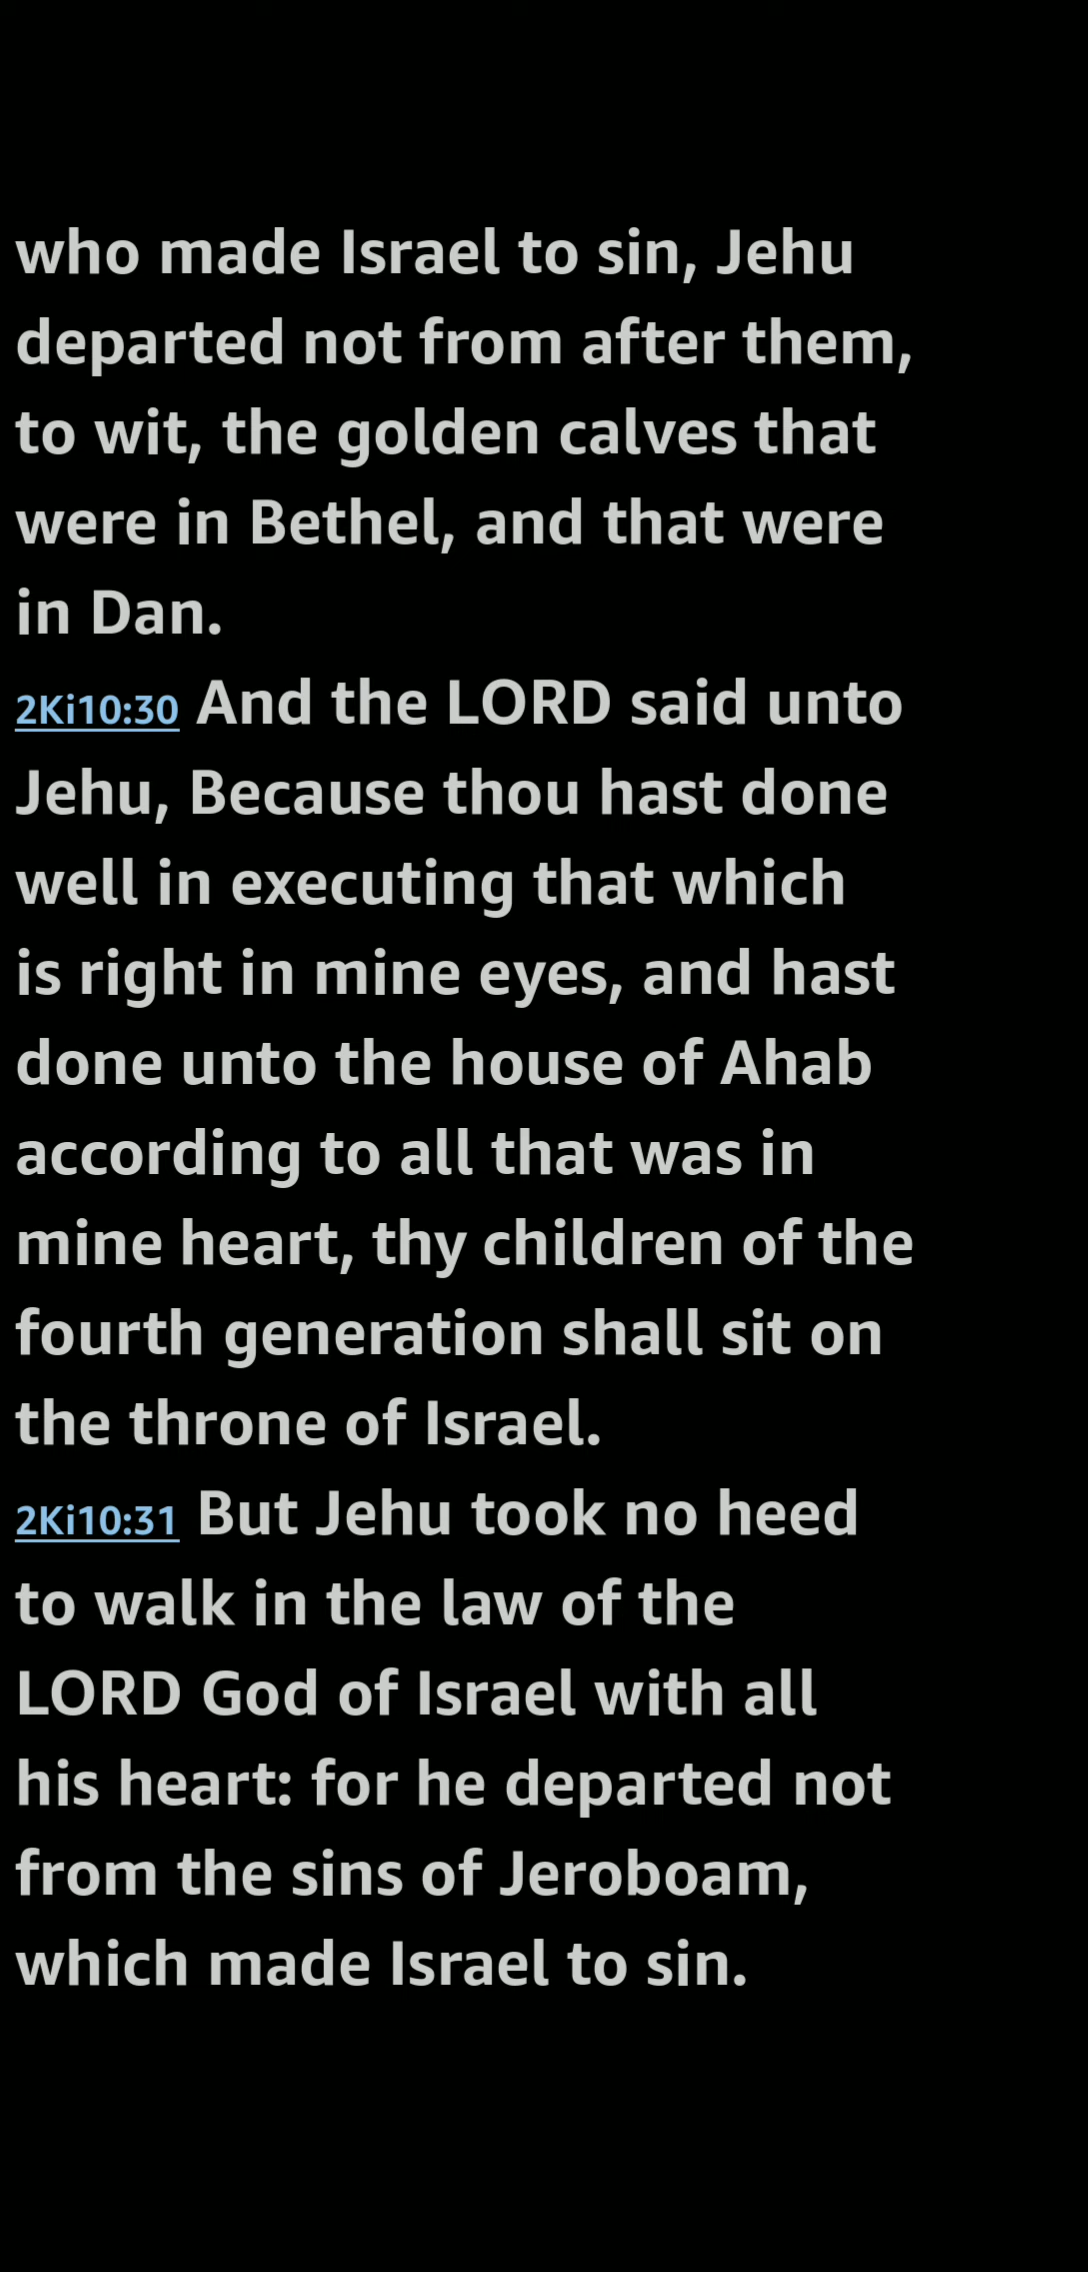 who made Israel to sin, Jehu
departed not from after them,
to wit, the golden calves that
were in Bethel, and that were
in Dan.
2Ki10:30 And the LORD said unto
Jehu, Because thou hast done
well in executing that which
is right in mine eyes, and hast
done unto the house of Ahab
according to all that was in
mine heart, thy children of the
fourth generation shall sit on
the throne of Israel.
2Ki10:31 But Jehu took no heed
to walk in the law of the
LORD God of Israel with all
his heart: for he departed not
from the sins of Jeroboam,
which made Israel to sin.